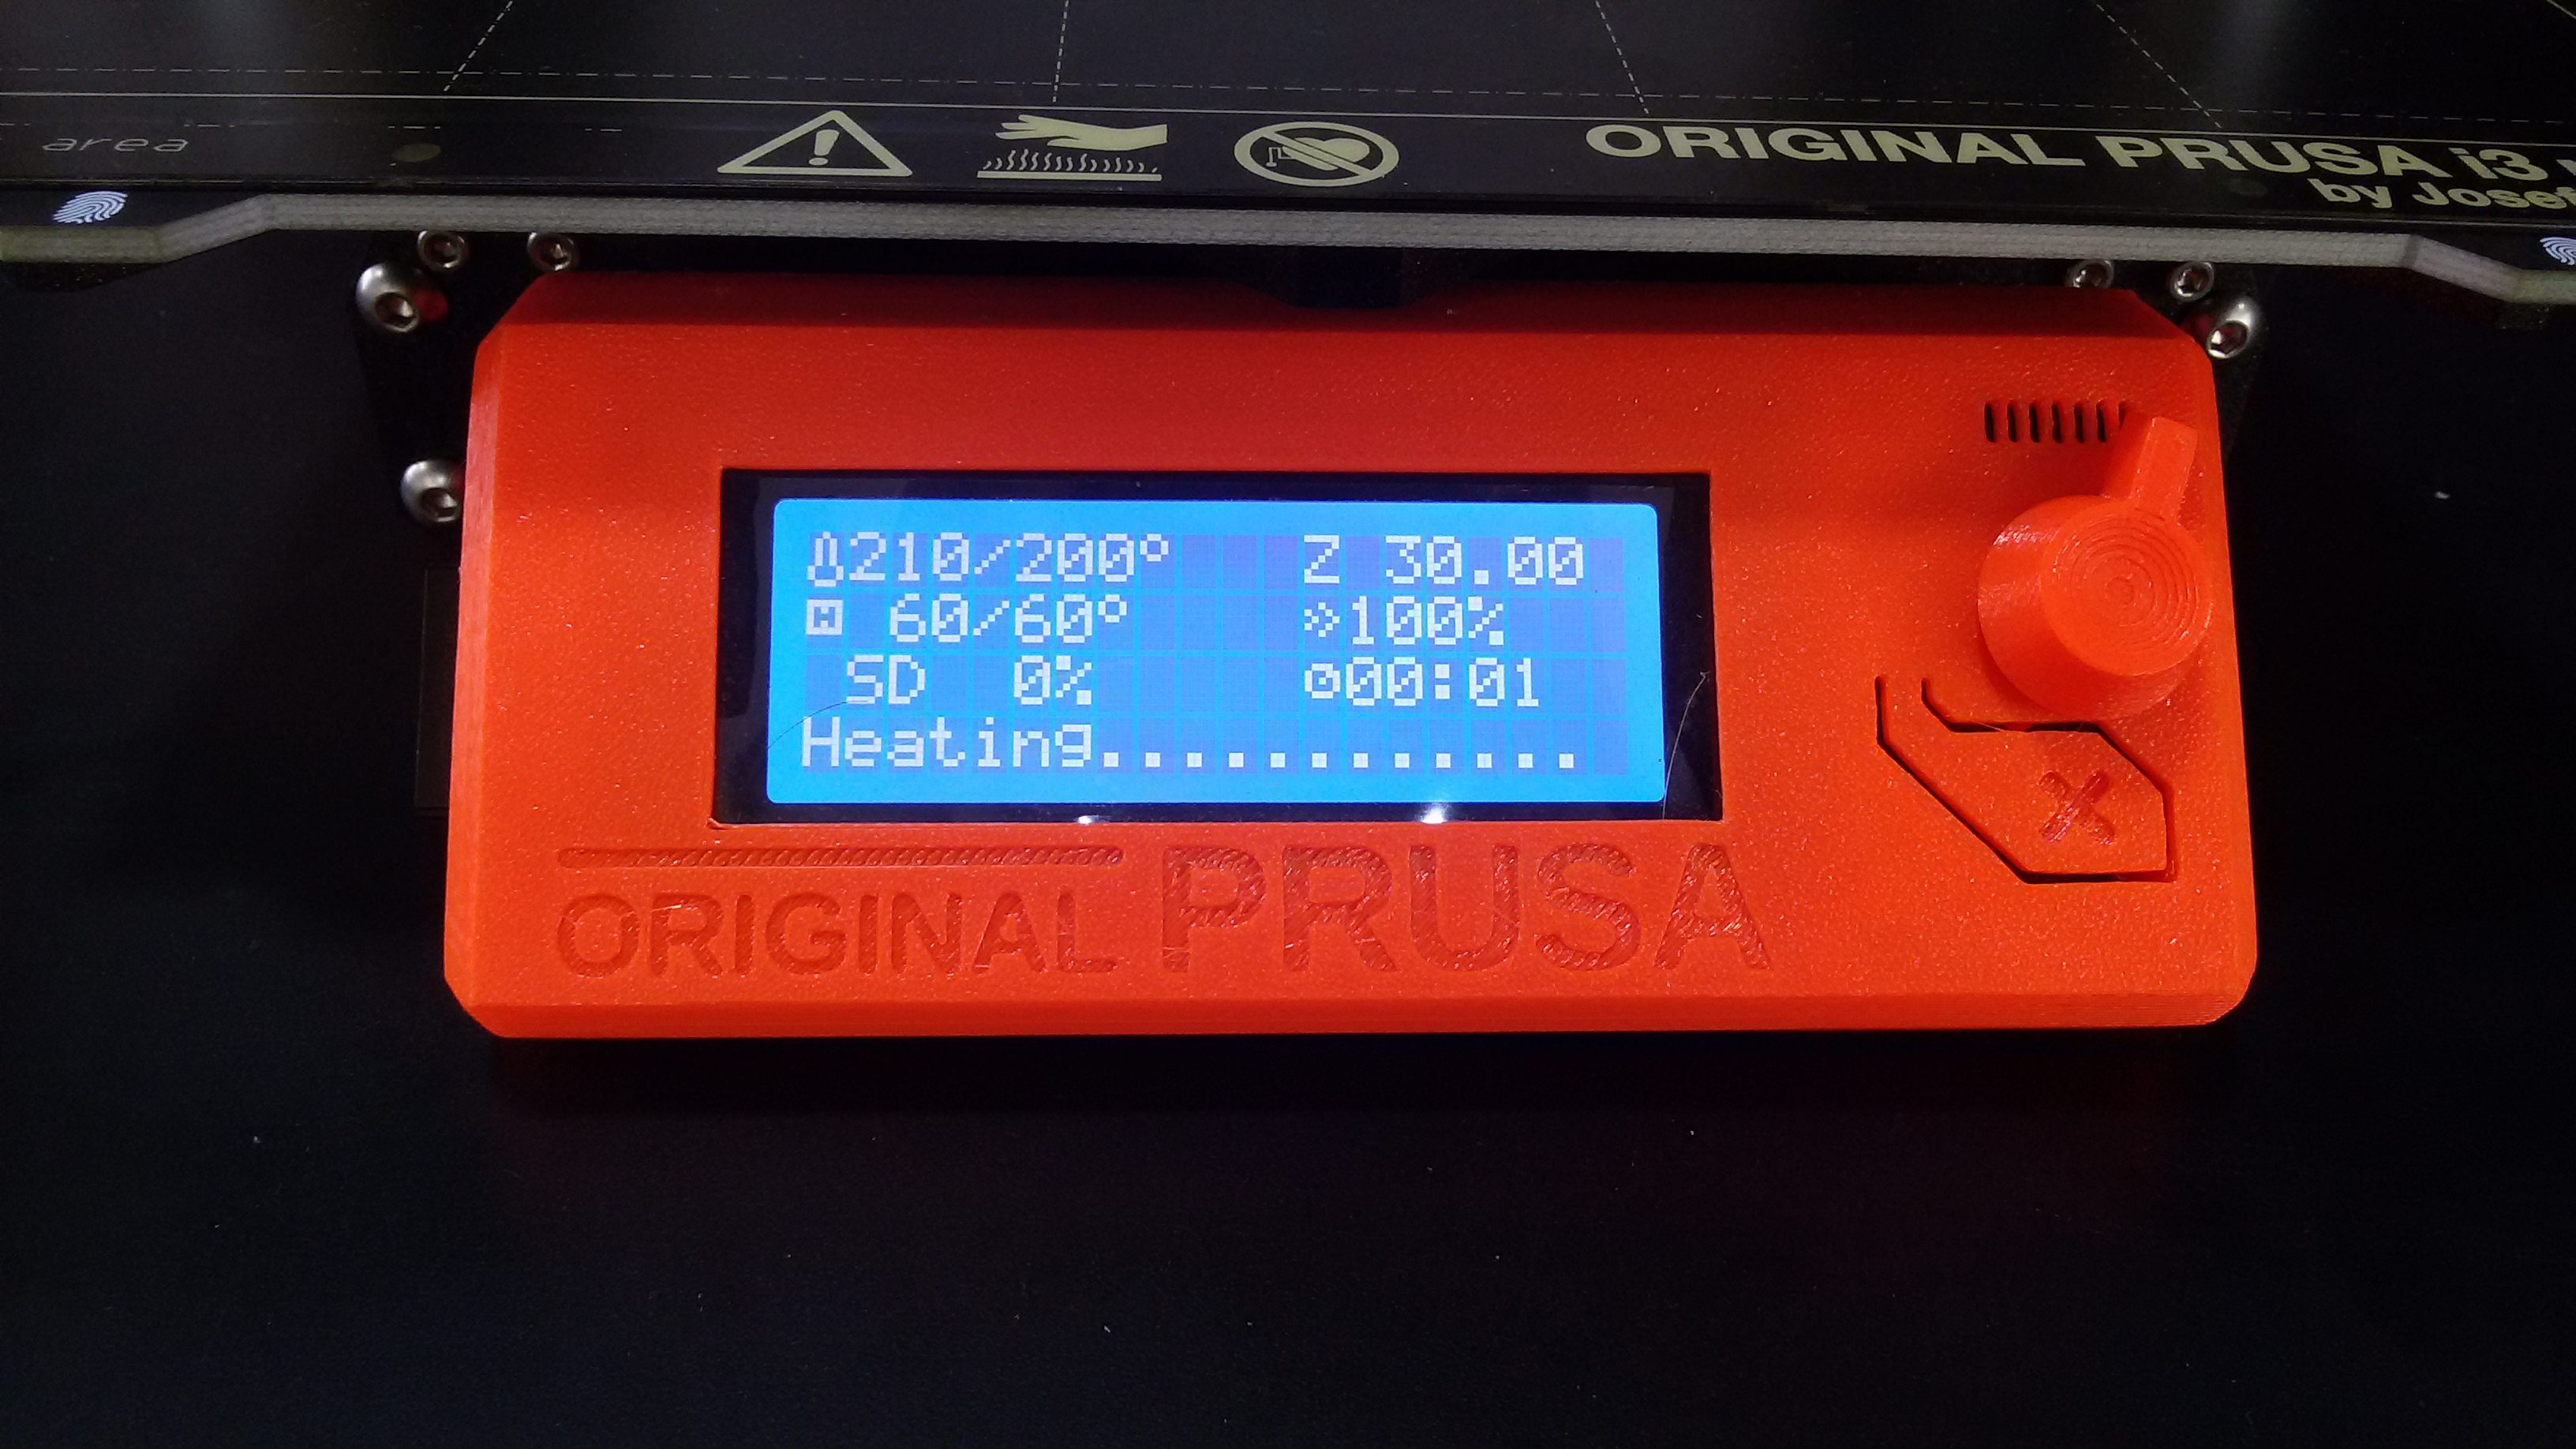 area
ORIGINAL PRUSA i3
by Josef
210/200° Z 30.00
60/60° 100%
SD 0% 00:01
Heating.............
ORIGINAL PRUSA